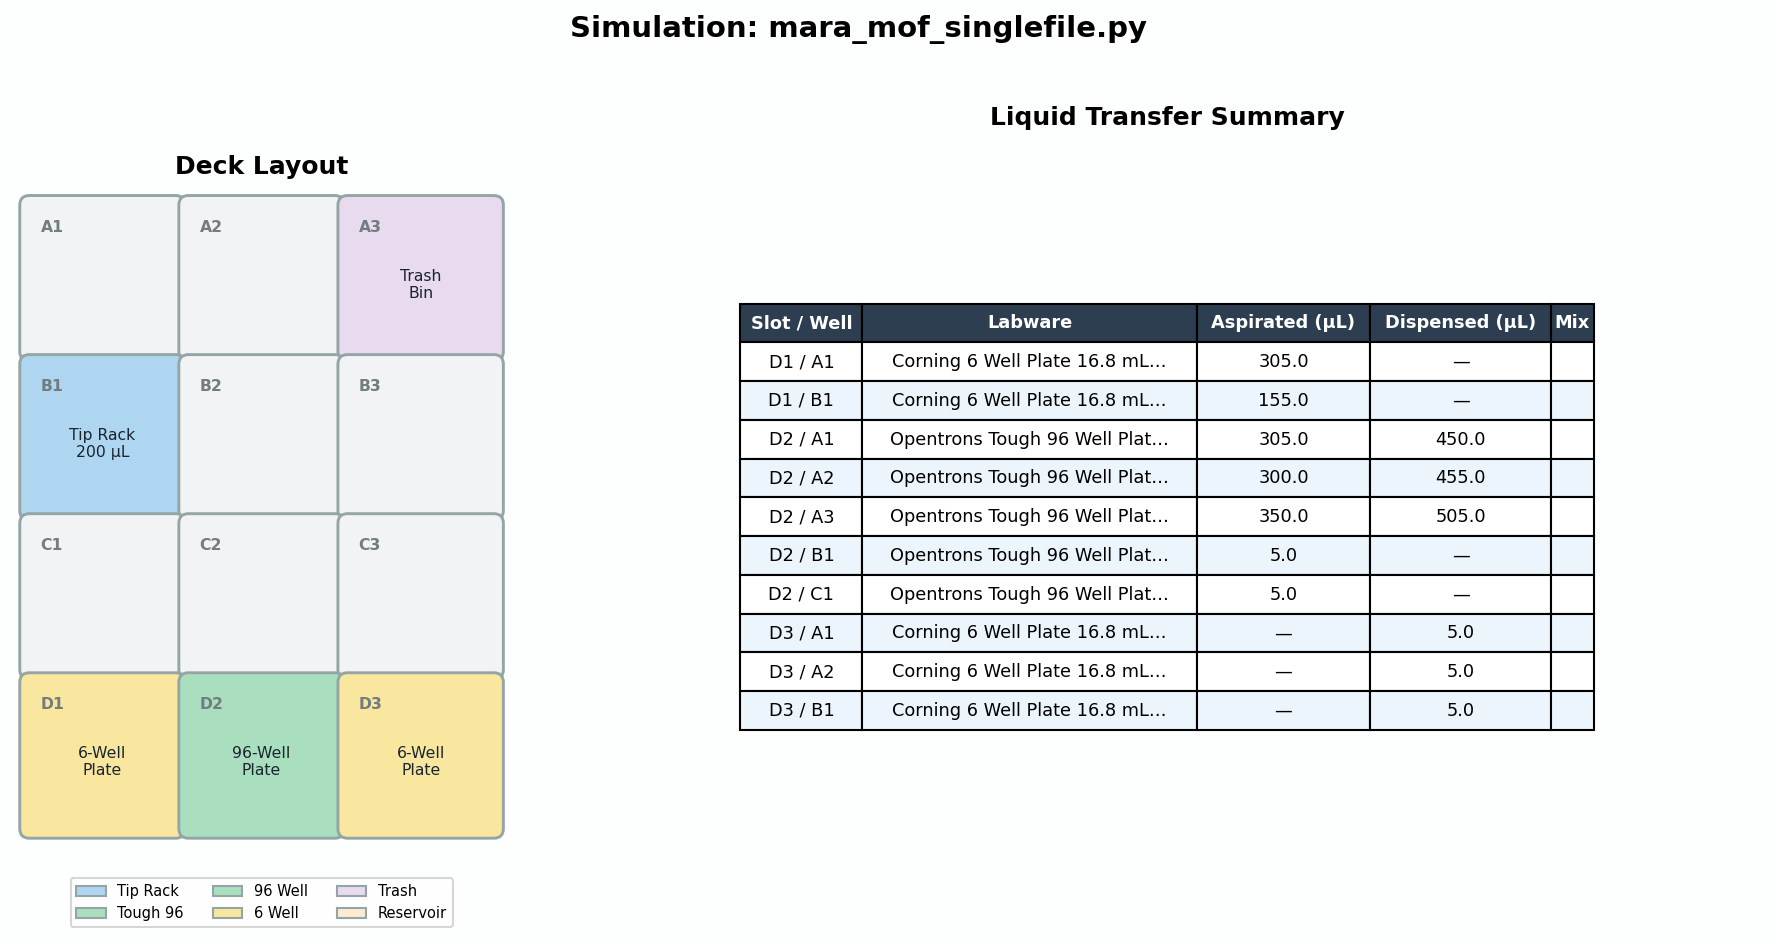 Simulation: mara_mof_singlefile.py
Deck Layout
A1
A2
A3
Trash
Bin
B1
Tip Rack
200 µL
B2
B3
C1
C2
C3
D1
6-Well
Plate
D2
96-Well
Plate
D3
6-Well
Plate
Tip Rack
Tough 96
96 Well
6 Well
Trash
Reservoir
Liquid Transfer Summary
Slot / Well Labware Aspirated (µL) Dispensed (µL) Mix
D1 / A1 Corning 6 Well Plate 16.8 mL... 305.0 —
D1 / B1 Corning 6 Well Plate 16.8 mL... 155.0 —
D2 / A1 Opentrons Tough 96 Well Plat... 305.0 450.0
D2 / A2 Opentrons Tough 96 Well Plat... 300.0 455.0
D2 / A3 Opentrons Tough 96 Well Plat... 350.0 505.0
D2 / B1 Opentrons Tough 96 Well Plat... 5.0 —
D2 / C1 Opentrons Tough 96 Well Plat... 5.0 —
D3 / A1 Corning 6 Well Plate 16.8 mL... — 5.0
D3 / A2 Corning 6 Well Plate 16.8 mL... — 5.0
D3 / B1 Corning 6 Well Plate 16.8 mL... — 5.0